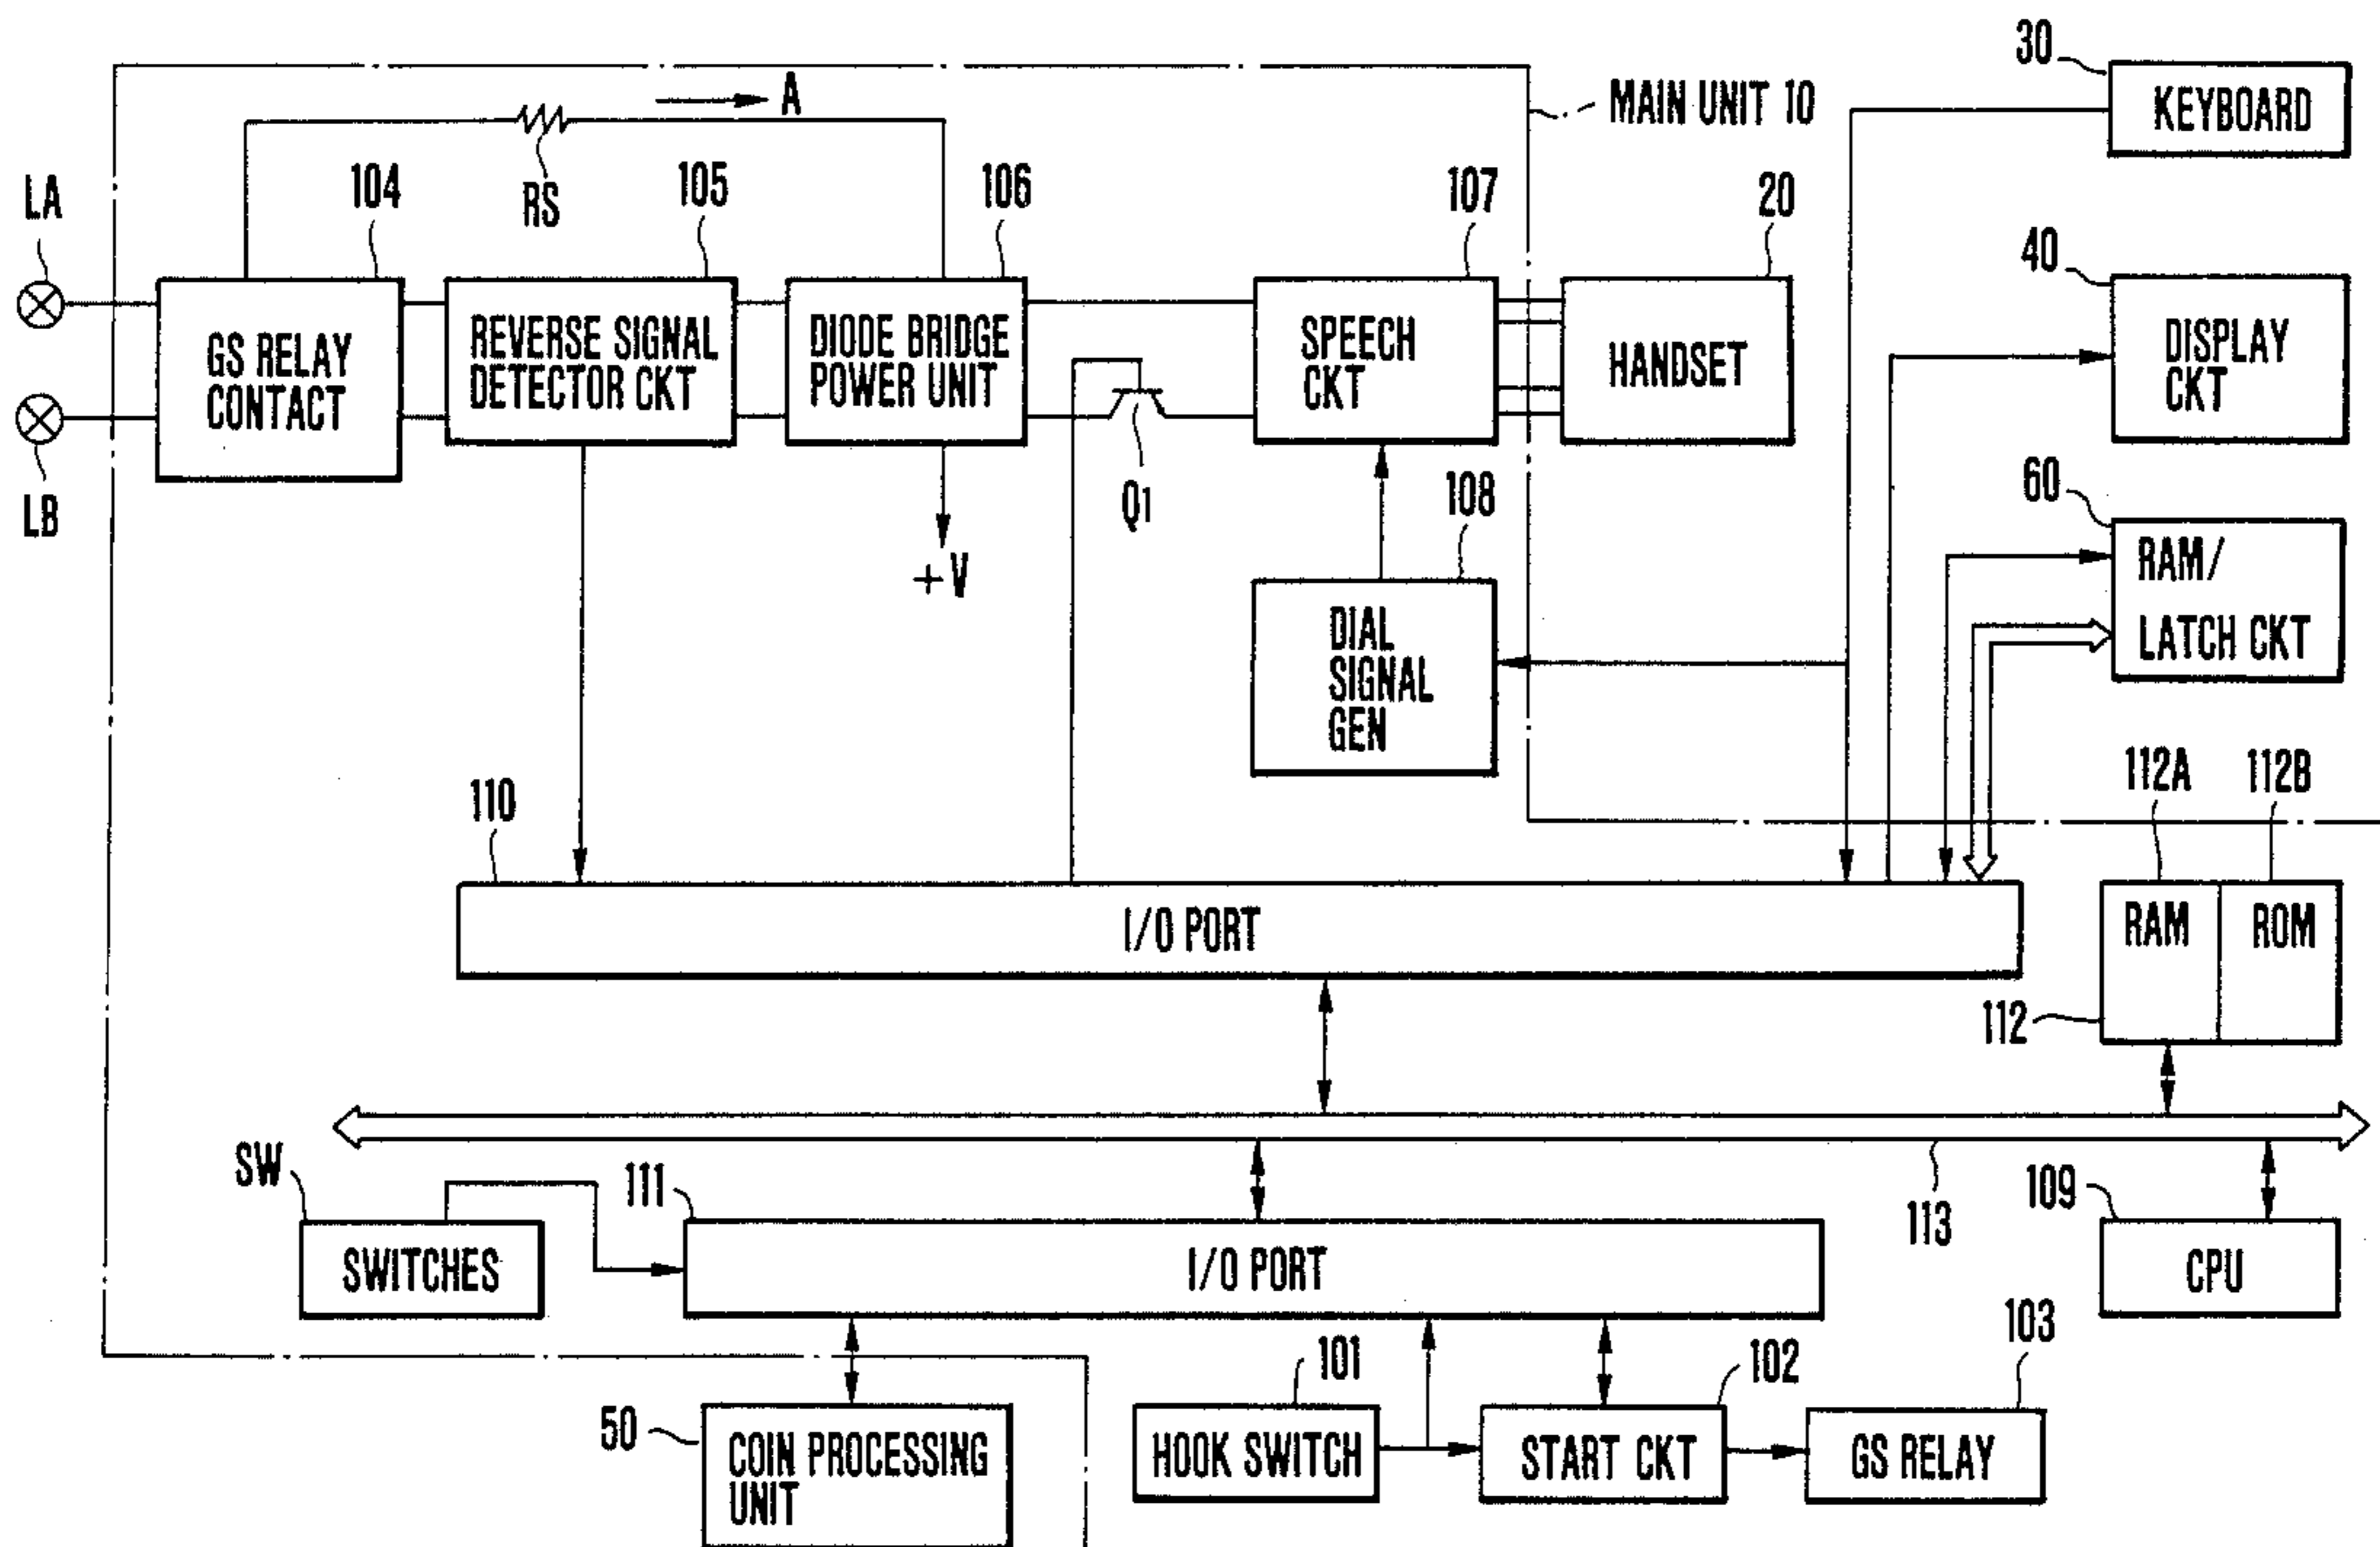 30
A
MAIN UNIT 10
KEYBOARD
LA
104
RS
105
106
107
20
40
GS RELAY
CONTACT
REVERSE SIGNAL
DETECTOR CKT
DIODE BRIDGE
POWER UNIT
SPEECH
CKT
HANDSET
DISPLAY
CKT
LB
Q1
108
60
+V
RAM/
LATCH CKT
DIAL
SIGNAL
GEN
110
112A
112B
I/O PORT
RAM
ROM
112
SW
111
113
109
SWITCHES
I/O PORT
CPU
101
102
103
50
COIN PROCESSING
UNIT
HOOK SWITCH
START CKT
GS RELAY